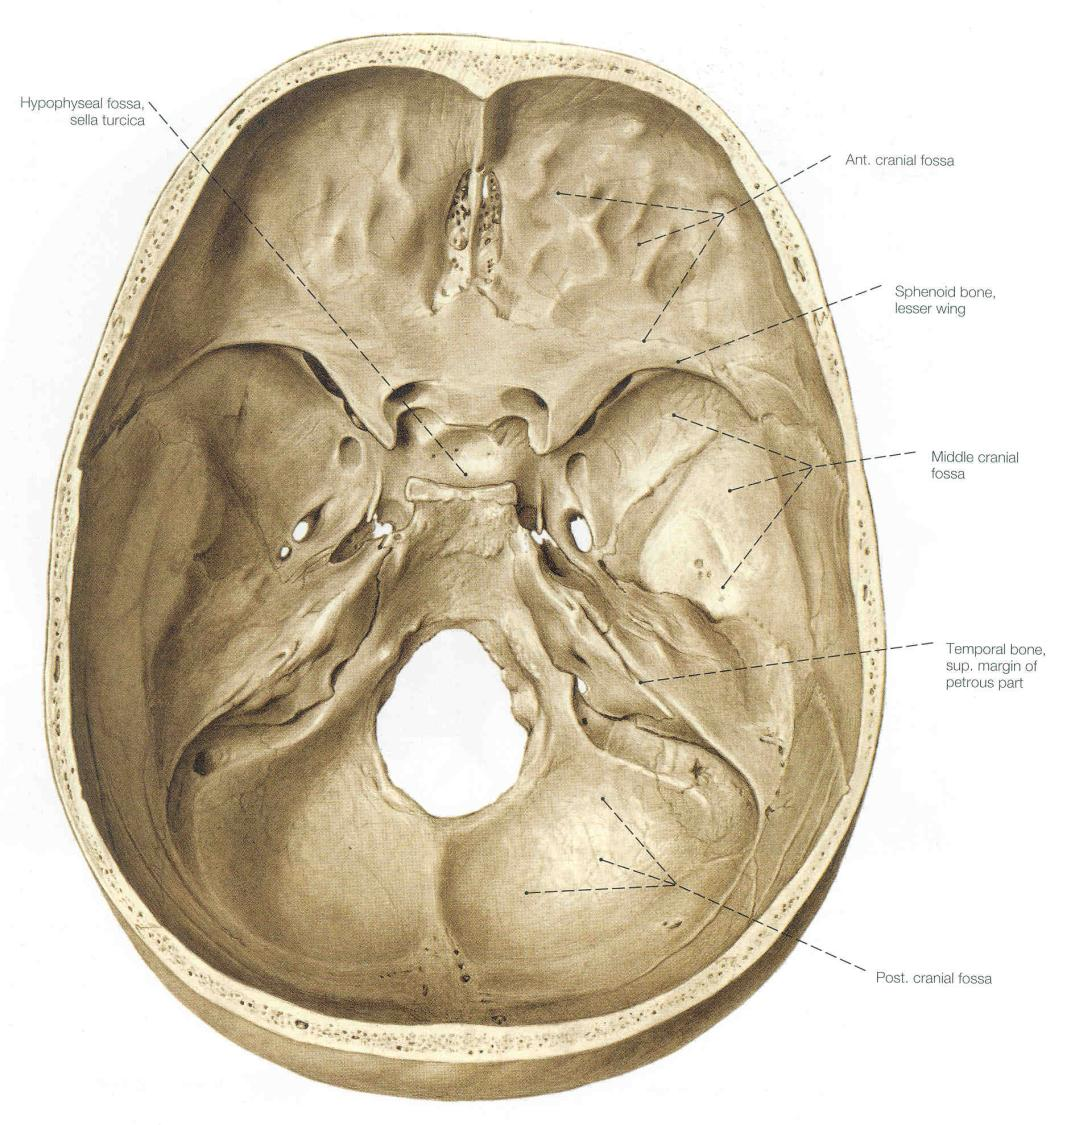 Hypophyseal fossa,
sella turcica
Ant. cranial fossa
Sphenoid bone,
lesser wing
Middle cranial
fossa
Temporal bone,
sup. margin of
petrous part
Post. cranial fossa